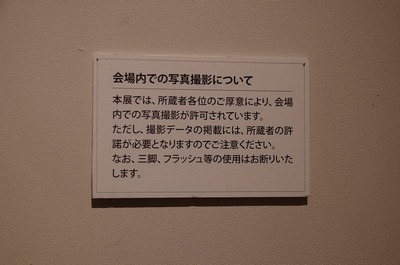 会場内での写真撮影について
本展では、所蔵者各位のご厚意により、会場
内での写真撮影が許可されています。
ただし、撮影データの掲載には、所蔵者の許
諾が必要となりますのでご注意ください。
なお、三脚、フラッシュ等の使用はお断りいた
します。